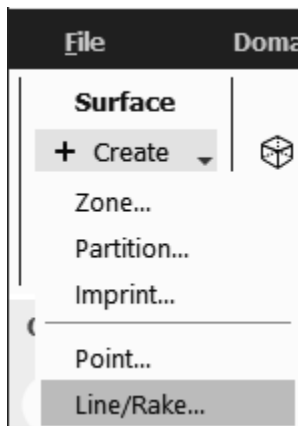 File Doma
Surface
+ Create
Zone...
Partition...
Imprint...
Point...
Line/Rake...